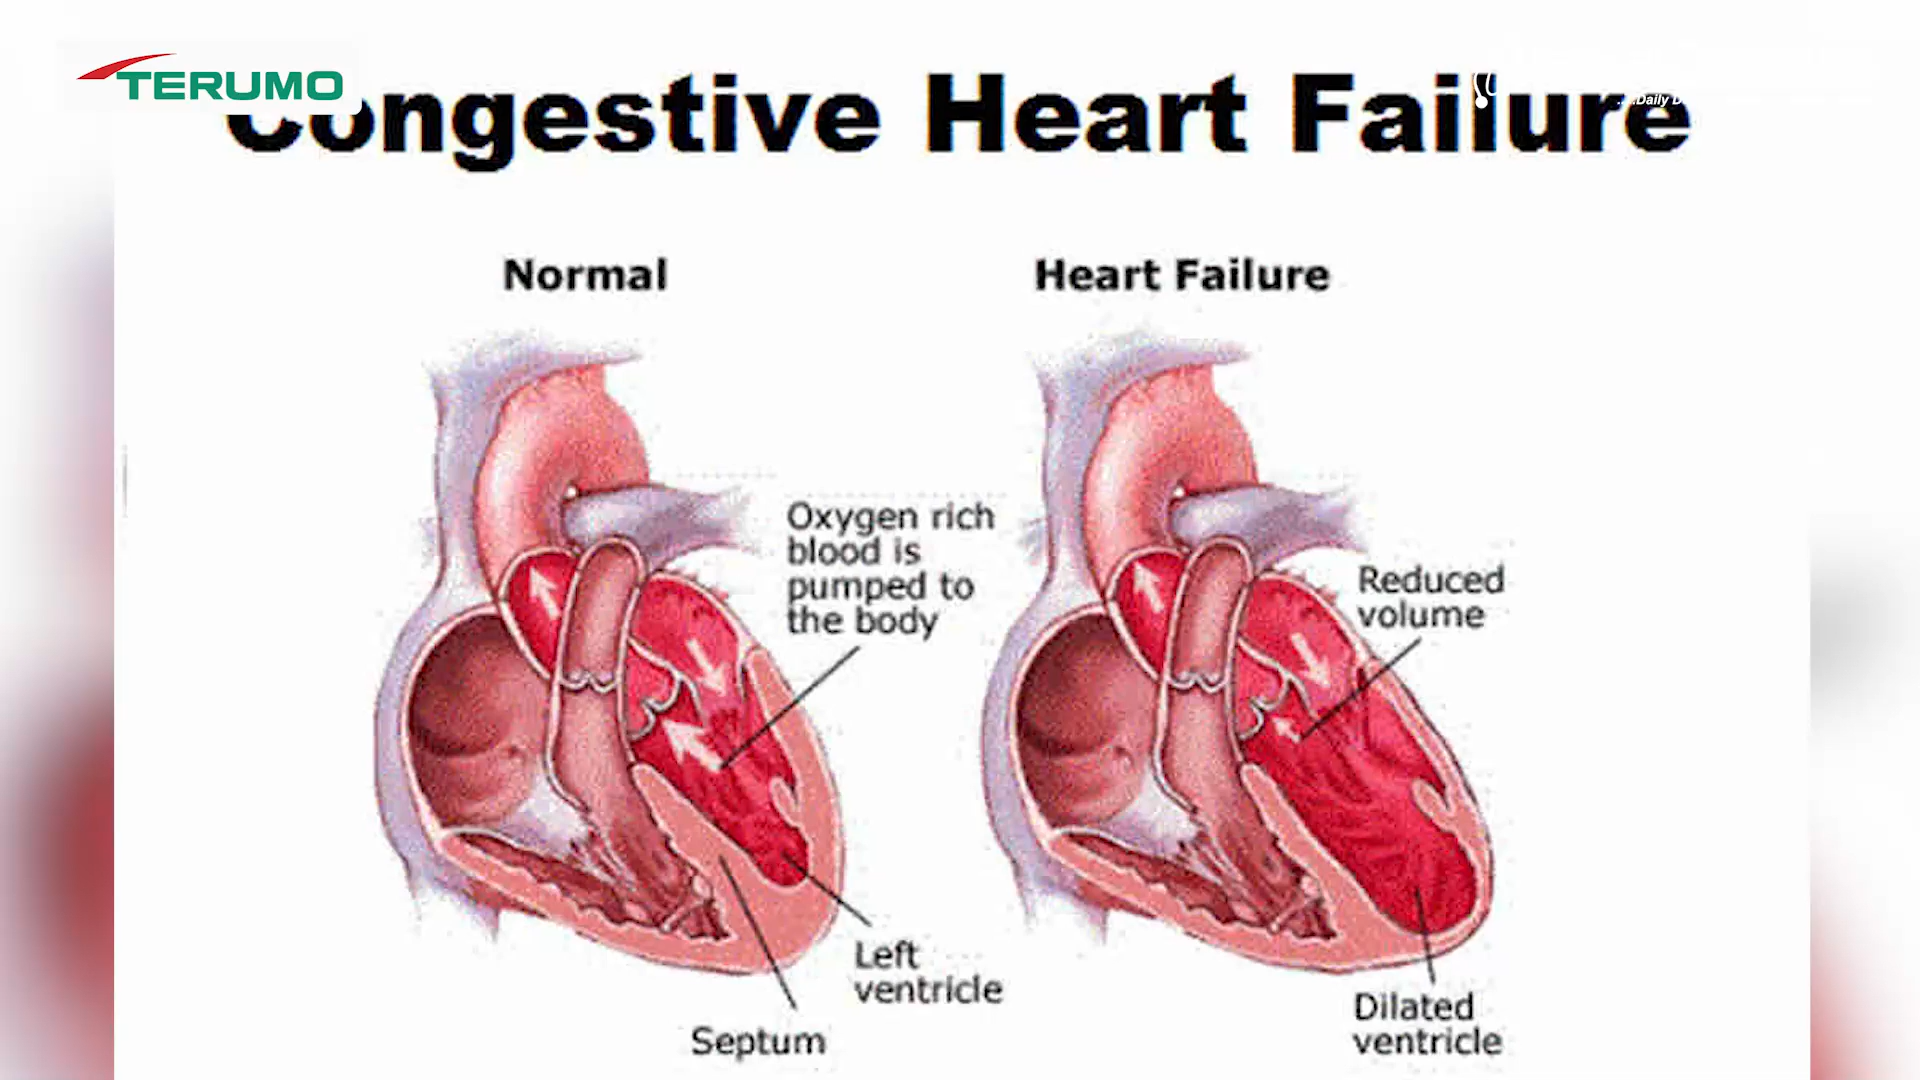 TERUMO
Congestive Heart Failure
...Daily D
Normal
Heart Failure
Oxygen rich
blood is
pumped to
the body
Reduced
volume
Left
ventricle
Septum
Dilated
ventricle